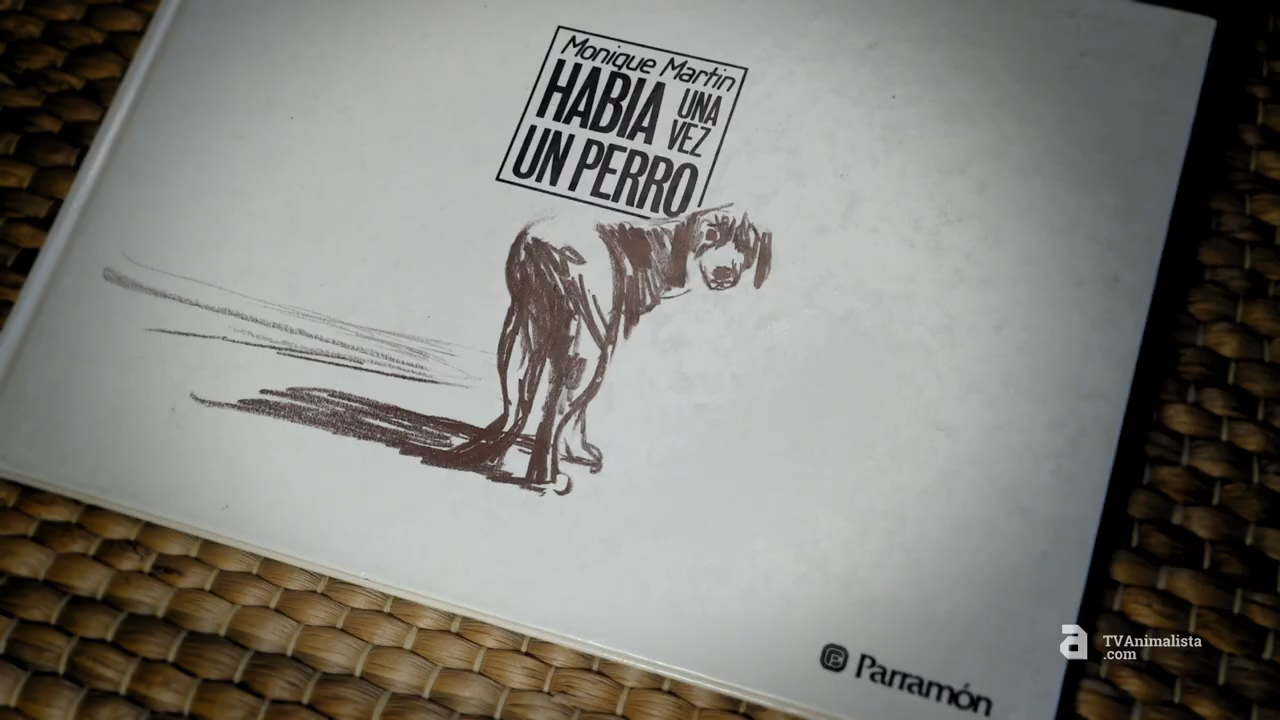 Monique Martin
HABIA UNA VEZ
UN PERRO
Parramón
TVAnimalista
.com